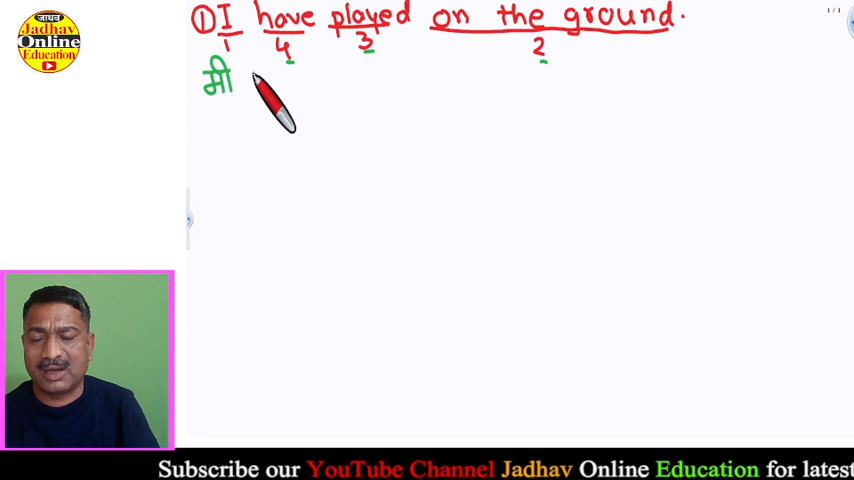 जाधव
Jadhav
Online
Education
① I have played on the ground.
1 4 3 2
मी
1/1
Subscribe our YouTube Channel Jadhav Online Education for latest